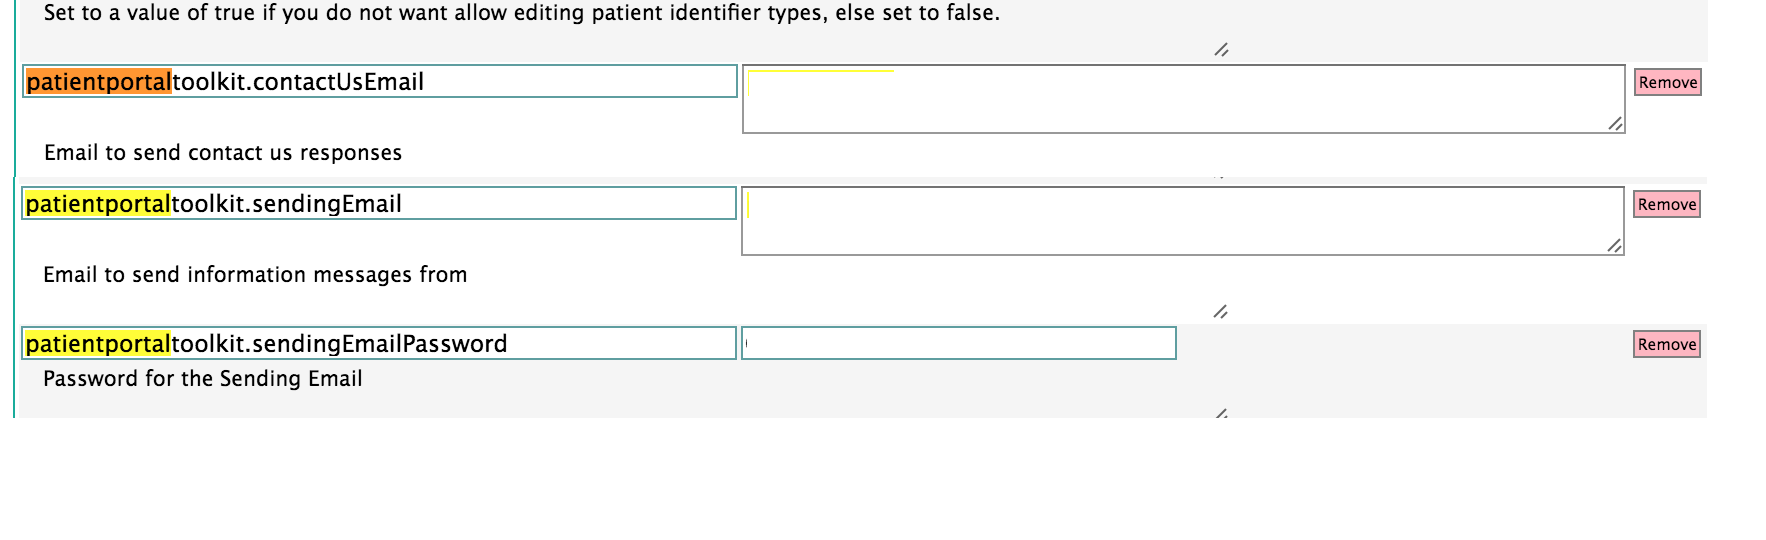 Set to a value of true if you do not want allow editing patient identifier types, else set to false.
patientportaltoolkit.contactUsEmail Remove
Email to send contact us responses
patientportaltoolkit.sendingEmail Remove
Email to send information messages from
patientportaltoolkit.sendingEmailPassword Remove
Password for the Sending Email